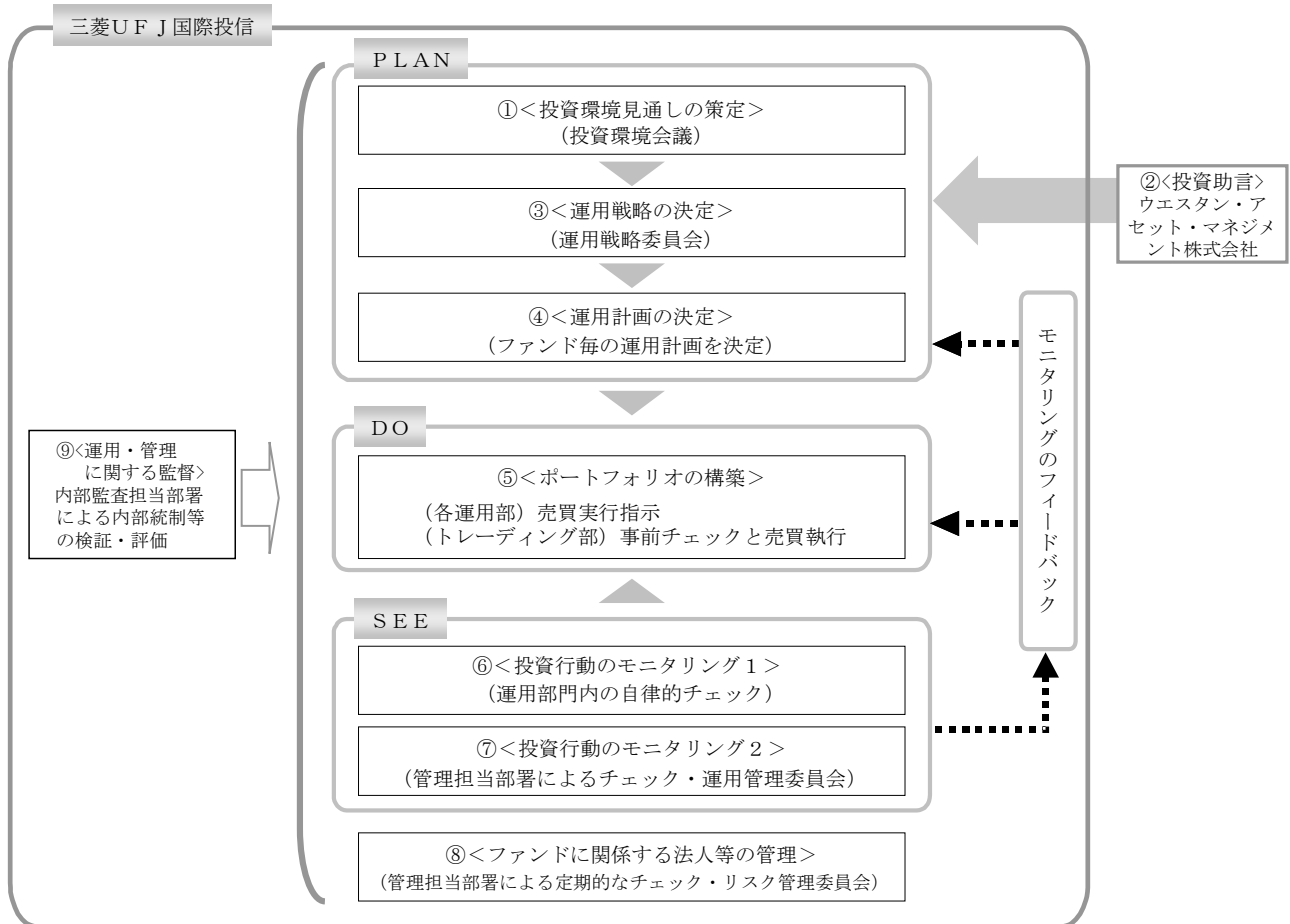 三菱ＵＦＪ国際投信
ＰＬＡＮ
①＜投資環境見通しの策定＞
（投資環境会議）
②<投資助言>
ウエスタン・ア
セット・マネジメ
ント株式会社
③＜運用戦略の決定＞
（運用戦略委員会）
④＜運用計画の決定＞
（ファンド毎の運用計画を決定）
モニタリングのフィードバック
ＤＯ
⑤＜ポートフォリオの構築＞
（各運用部）売買実行指示
（トレーディング部）事前チェックと売買執行
⑨<運用・管理
に関する監督>
内部監査担当部署
による内部統制等
の検証・評価
ＳＥＥ
⑥＜投資行動のモニタリング１＞
（運用部門内の自律的チェック）
⑦＜投資行動のモニタリング２＞
（管理担当部署によるチェック・運用管理委員会）
⑧＜ファンドに関係する法人等の管理＞
（管理担当部署による定期的なチェック・リスク管理委員会）